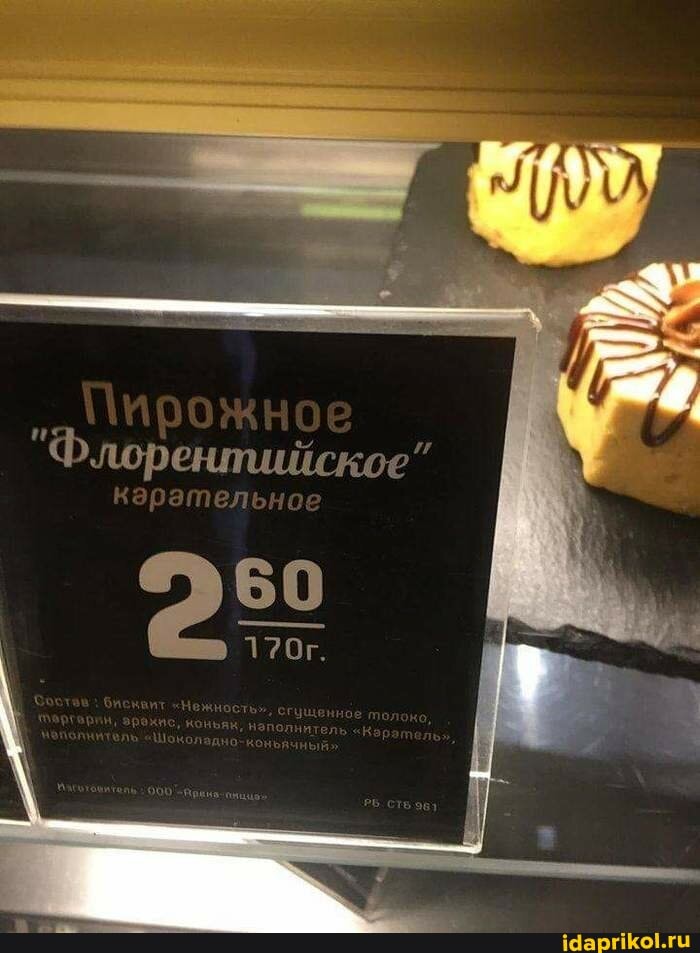 Пирожное
"Флорентийское"
карательное
2 60
170г.
Состав : бисквит «Нежность», сгущенное молоко,
маргарин, арахис, коньяк, наполнитель «Каратель»,
наполнитель «Шоколадно-коньячный»
Изготовитель : ООО «Арена-пицца»
РБ СТБ 961
idaprikol.ru